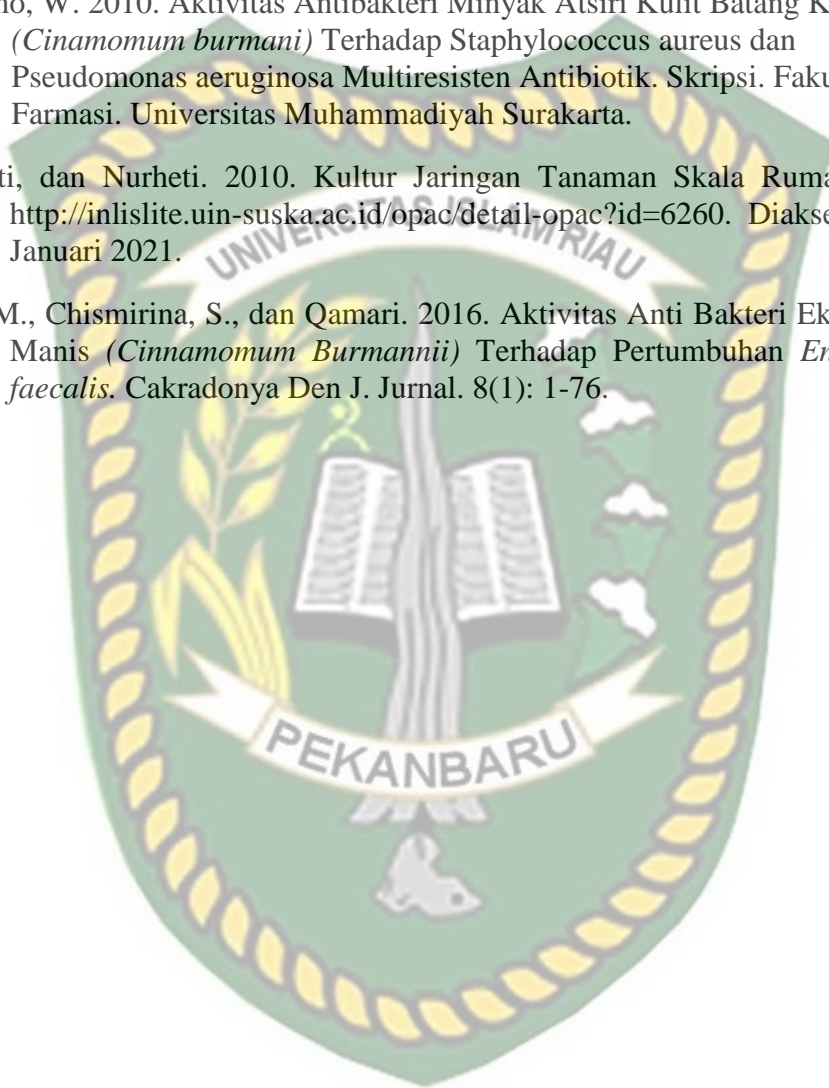 no, W. 2010. Aktivitas Antibakteri Minyak Atsiri Kulit Batang K
(Cinamomum burmani) Terhadap Staphylococcus aureus dan
Pseudomonas aeruginosa Multiresisten Antibiotik. Skripsi. Faku
Farmasi. Universitas Muhammadiyah Surakarta.
ti, dan Nurheti. 2010. Kultur Jaringan Tanaman Skala Ruma
http://inlislite.uin-suska.ac.id/opac/detail-opac?id=6260. Diakse
Januari 2021.
M., Chismirina, S., dan Qamari. 2016. Aktivitas Anti Bakteri Ek
Manis (Cinnamomum Burmannii) Terhadap Pertumbuhan En
faecalis. Cakradonya Den J. Jurnal. 8(1): 1-76.
UNIVERSITAS ISLAM RIAU
PEKANBARU